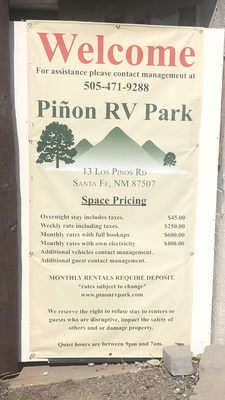 Welcome
For assistance please contact management at
505-471-9288
Piñon RV Park
13 Los Pinos Rd
Santa Fe, NM 87507
Space Pricing
Overnight stay includes taxes. $45.00
Weekly rate including taxes. $250.00
Monthly rates with full hookups $600.00
Monthly rates with own electricity $400.00
Additional vehicles contact management.
Additional guest contact management.
MONTHLY RENTALS REQUIRE DEPOSIT.
*rates subject to change*
www.pinonrvpark.com
We reserve the right to refuse stay to renters or
guests who are disruptive, impact the safety of
others and or damage property.
Quiet hours are between 9pm and 7am.